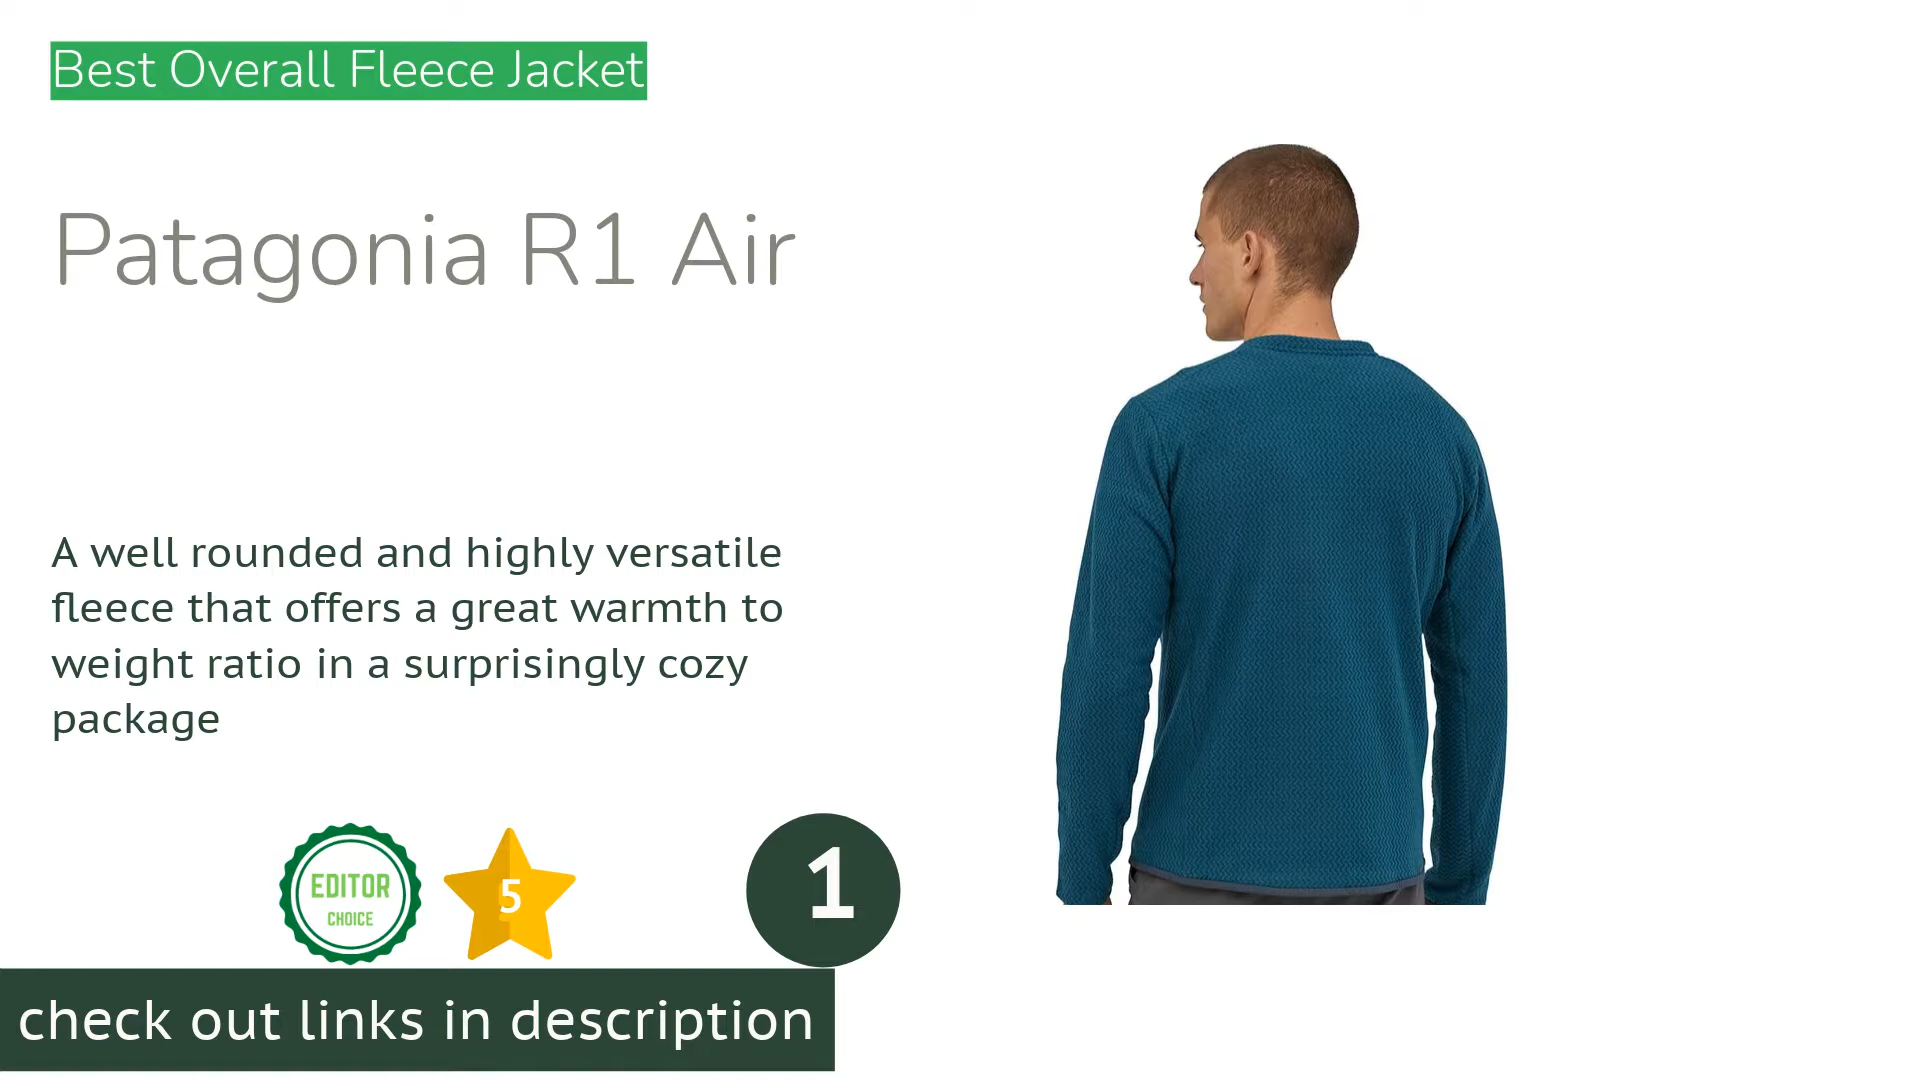 Best Overall Fleece Jacket
Patagonia R1 Air
A well rounded and highly versatile
fleece that offers a great warmth to
weight ratio in a surprisingly cozy
package
EDITOR
CHOICE
5
1
check out links in description